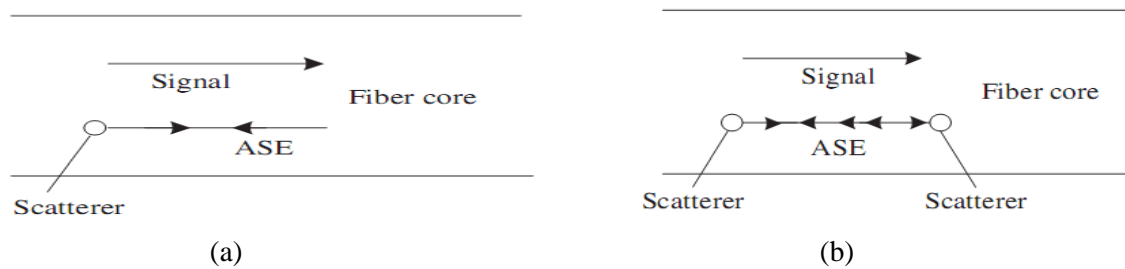 Signal
Fiber core
ASE
Scatterer
(a)
Signal
Fiber core
ASE
Scatterer
Scatterer
(b)